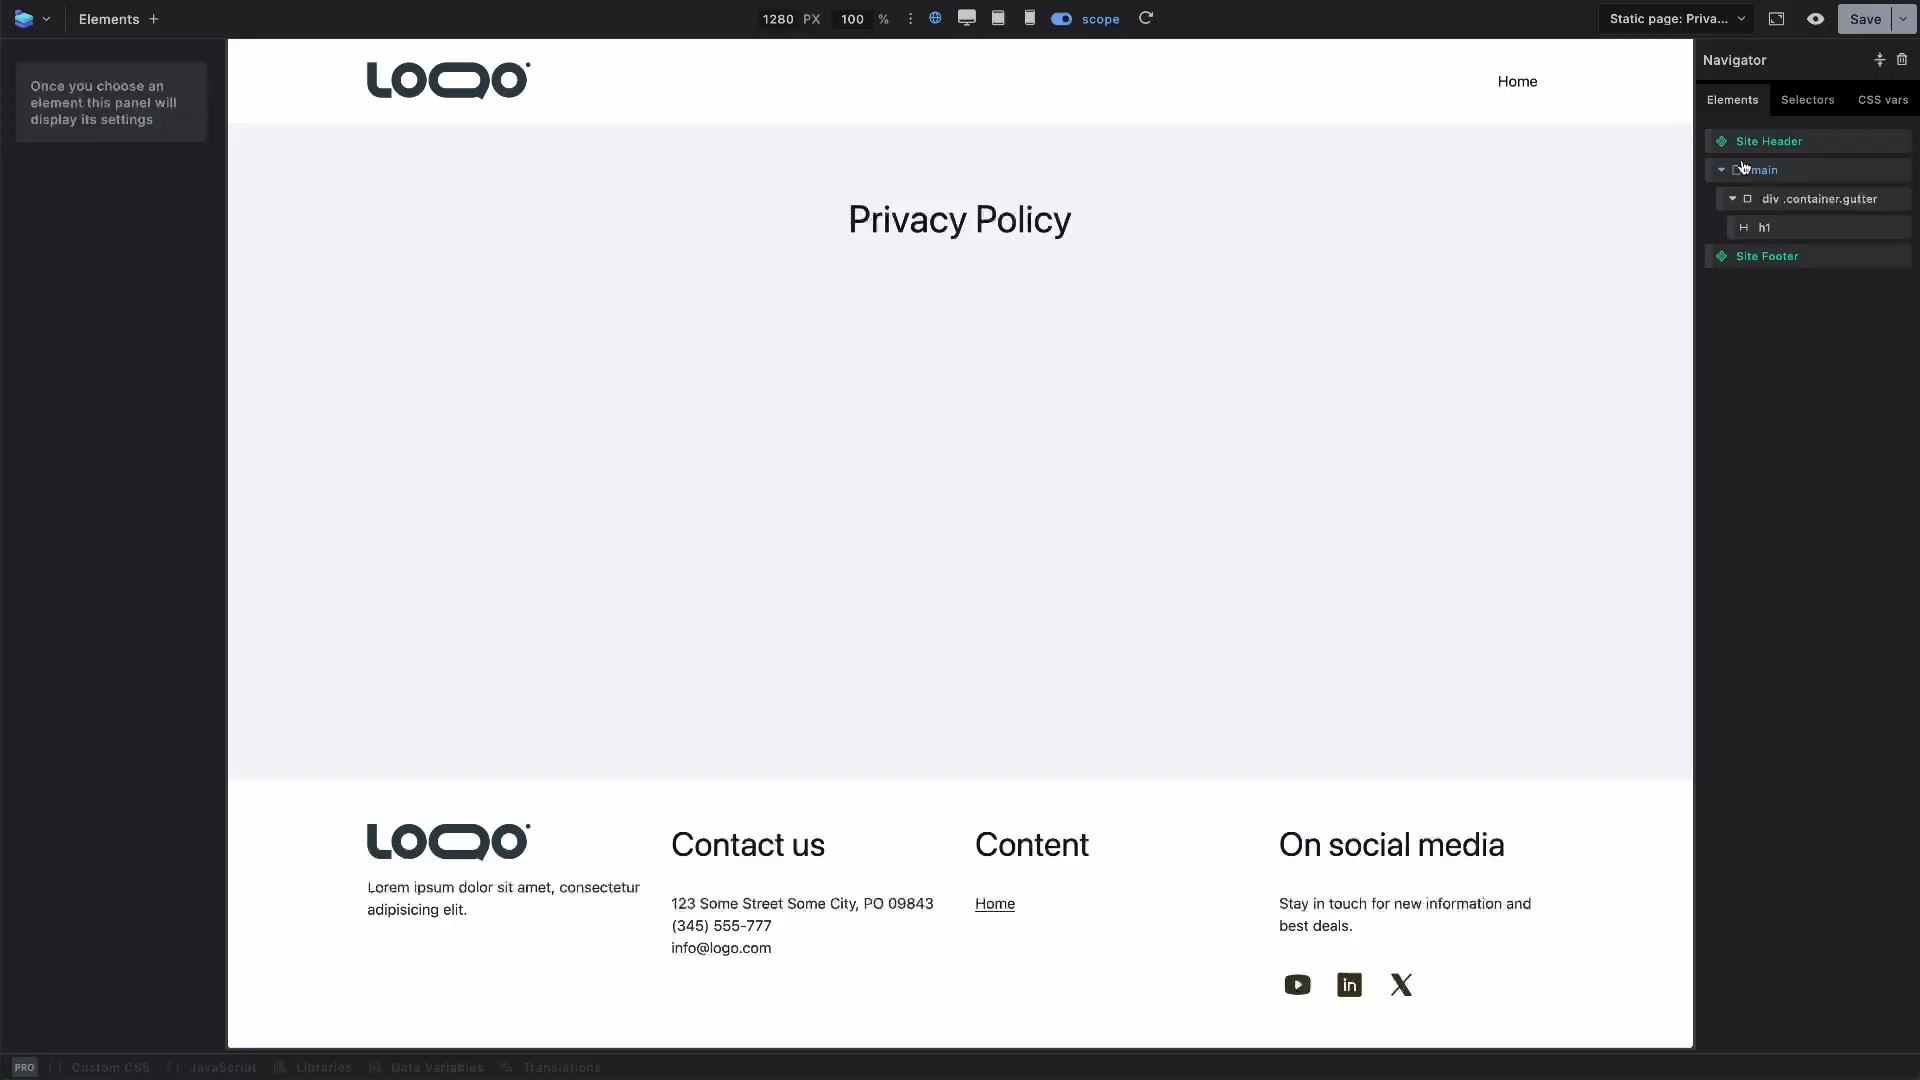 Elements +
1280 PX 100 %
scope
Static page: Priva...
Save
Once you choose an
element this panel will
display its settings
LOGO
Home
Privacy Policy
LOGO
Lorem ipsum dolor sit amet, consectetur
adipisicing elit.
Contact us
123 Some Street Some City, PO 09843
(345) 555-777
info@logo.com
Content
Home
On social media
Stay in touch for new information and
best deals.
in
X
Navigator
Elements Selectors CSS vars
Site Header
main
div .container.gutter
h1
Site Footer
PRO Custom CSS JavaScript Libraries Data Variables Translations